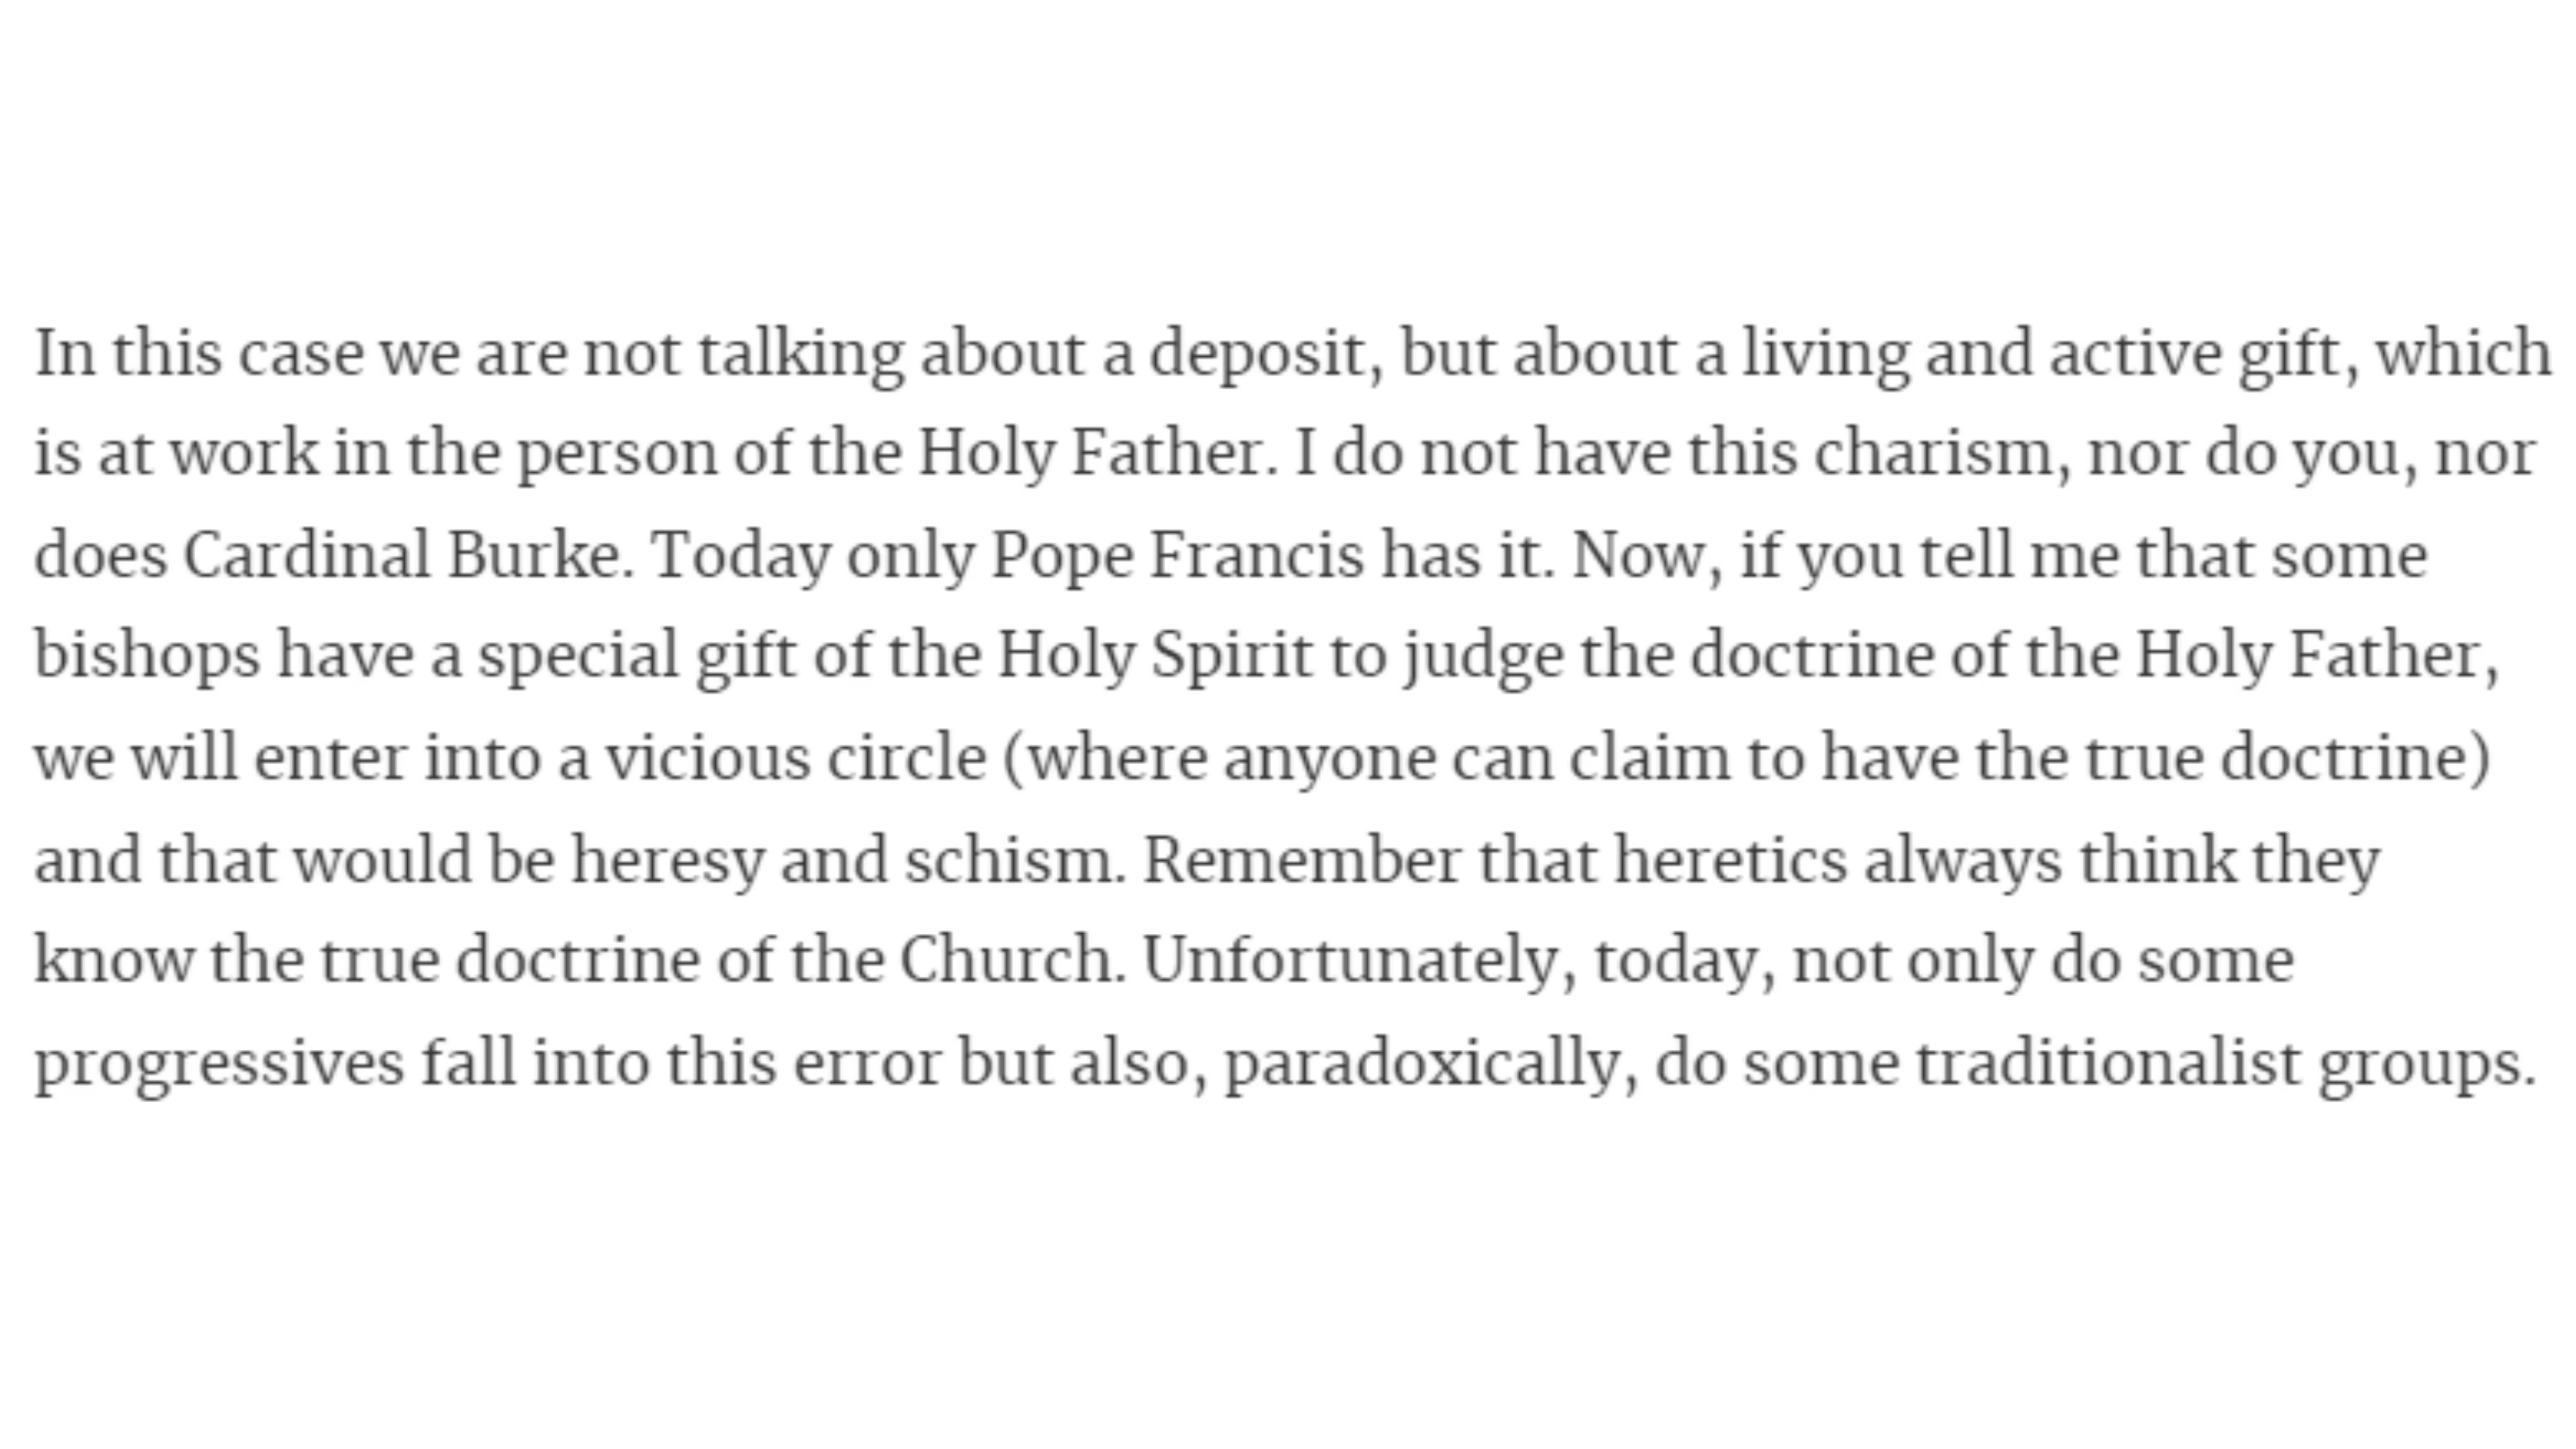 In this case we are not talking about a deposit, but about a living and active gift, which
is at work in the person of the Holy Father. I do not have this charism, nor do you, nor
does Cardinal Burke. Today only Pope Francis has it. Now, if you tell me that some
bishops have a special gift of the Holy Spirit to judge the doctrine of the Holy Father,
we will enter into a vicious circle (where anyone can claim to have the true doctrine)
and that would be heresy and schism. Remember that heretics always think they
know the true doctrine of the Church. Unfortunately, today, not only do some
progressives fall into this error but also, paradoxically, do some traditionalist groups.